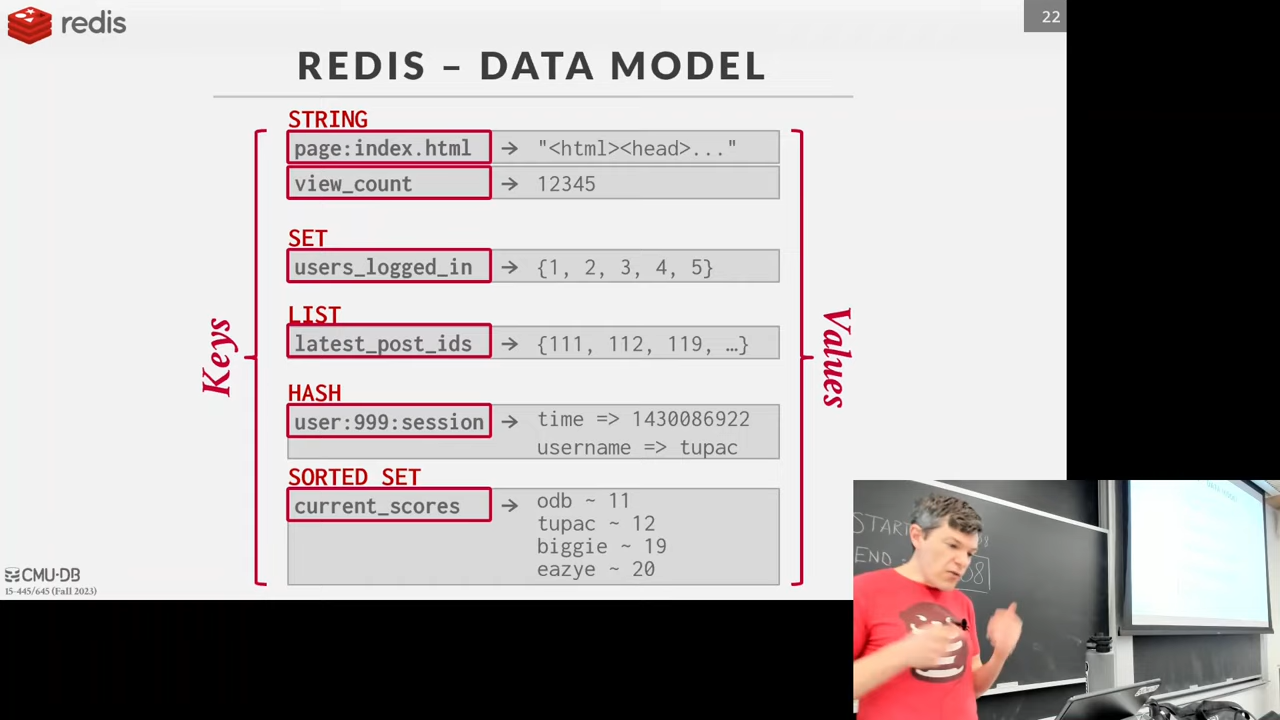 redis
22
REDIS – DATA MODEL
STRING
page:index.html → "<html><head>..."
view_count → 12345
SET
users_logged_in → {1, 2, 3, 4, 5}
LIST
latest_post_ids → {111, 112, 119, …}
HASH
user:999:session → time => 1430086922
username => tupac
SORTED SET
current_scores → odb ~ 11
tupac ~ 12
biggie ~ 19
eazye ~ 20
Keys
Values
CMU·DB
15-445/645 (Fall 2023)
START
END